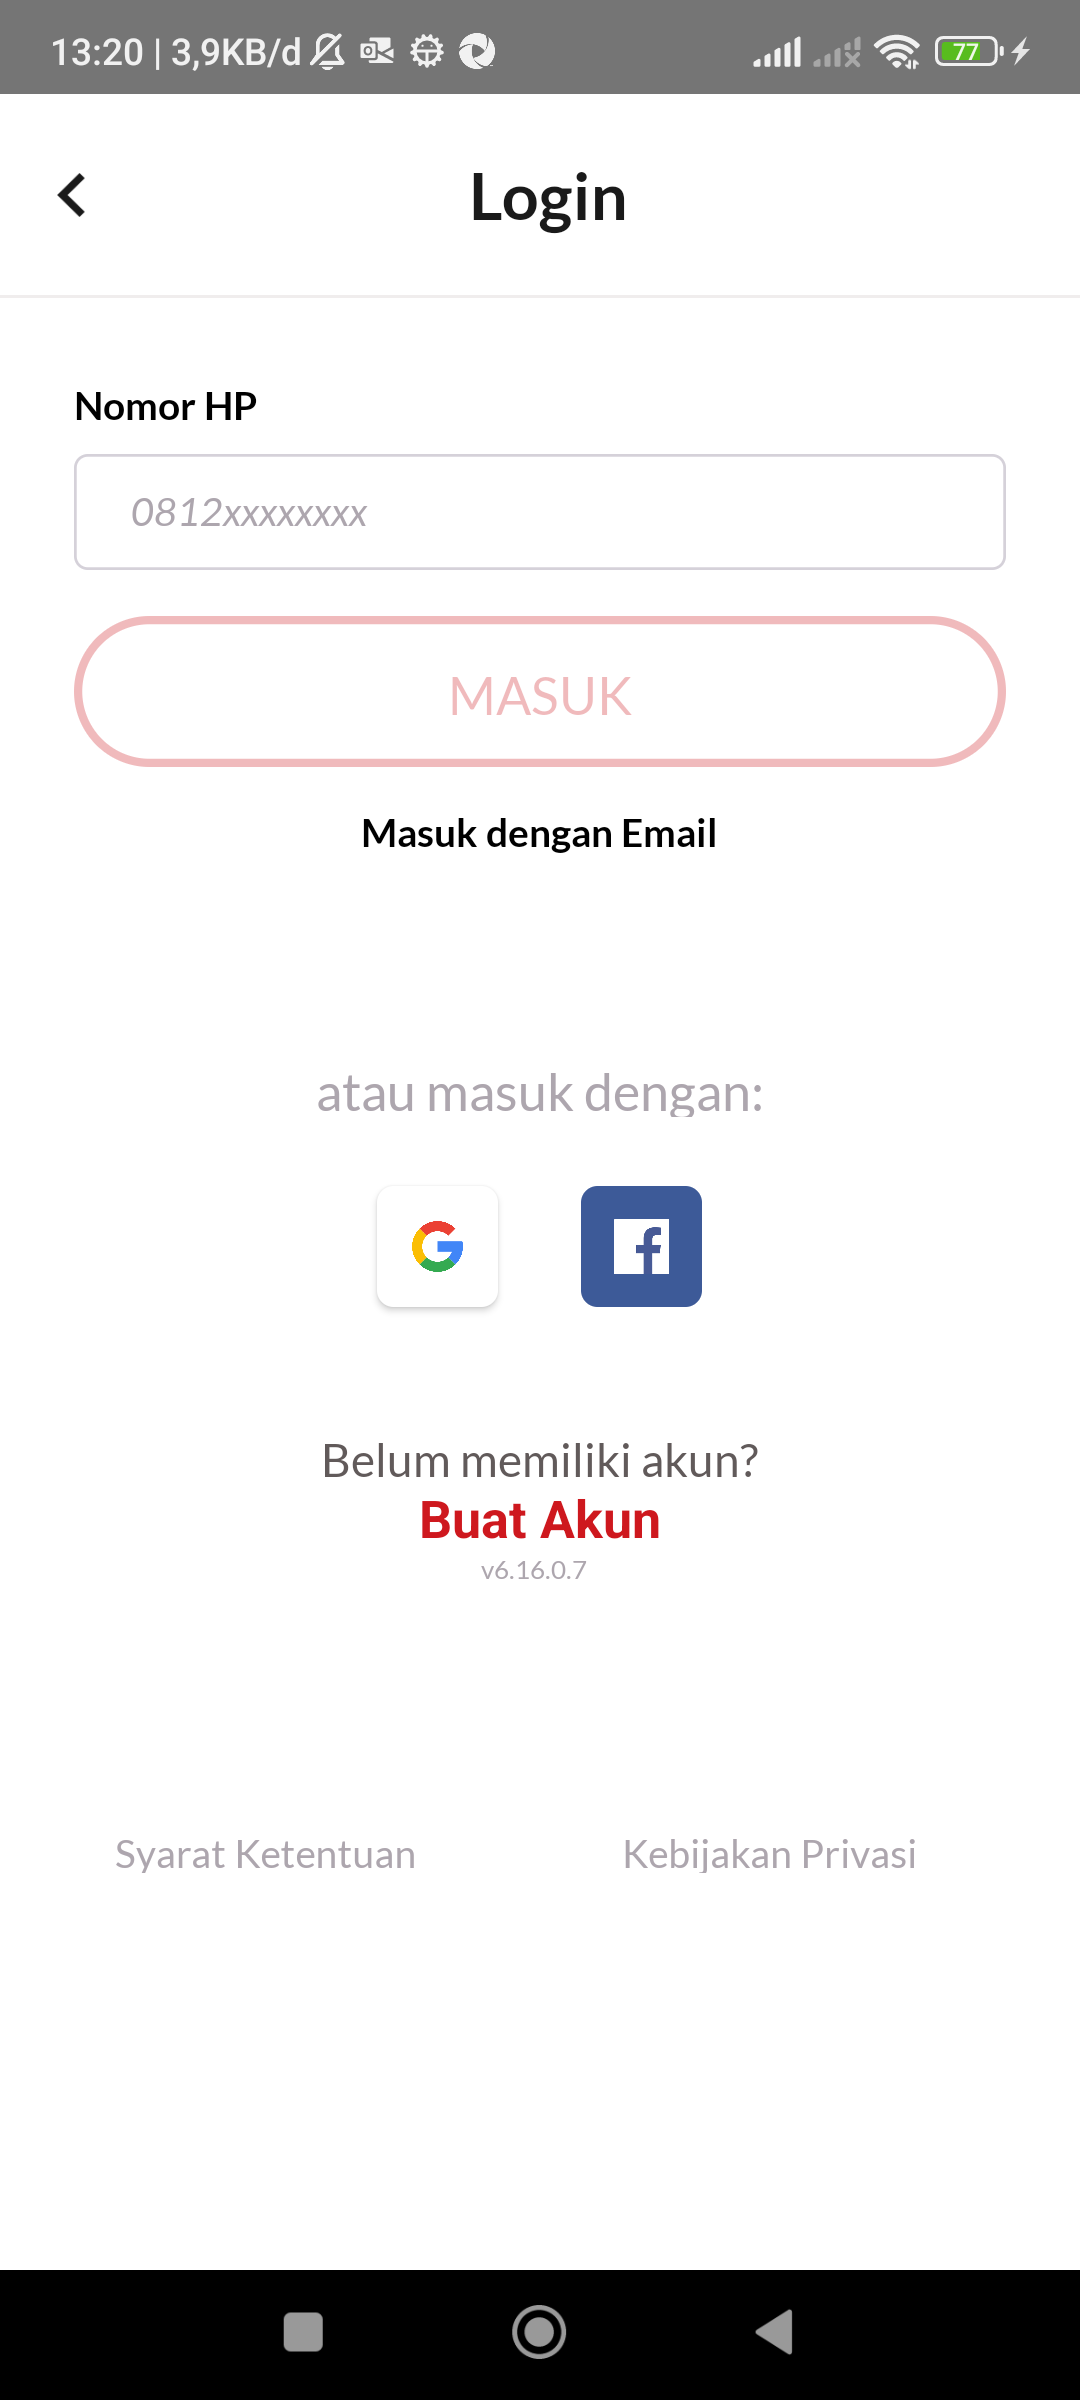 13:20 | 3,9KB/d
77
Login
Nomor HP
0812xxxxxxxx
MASUK
Masuk dengan Email
atau masuk dengan:
Belum memiliki akun?
Buat Akun
v6.16.0.7
Syarat Ketentuan
Kebijakan Privasi